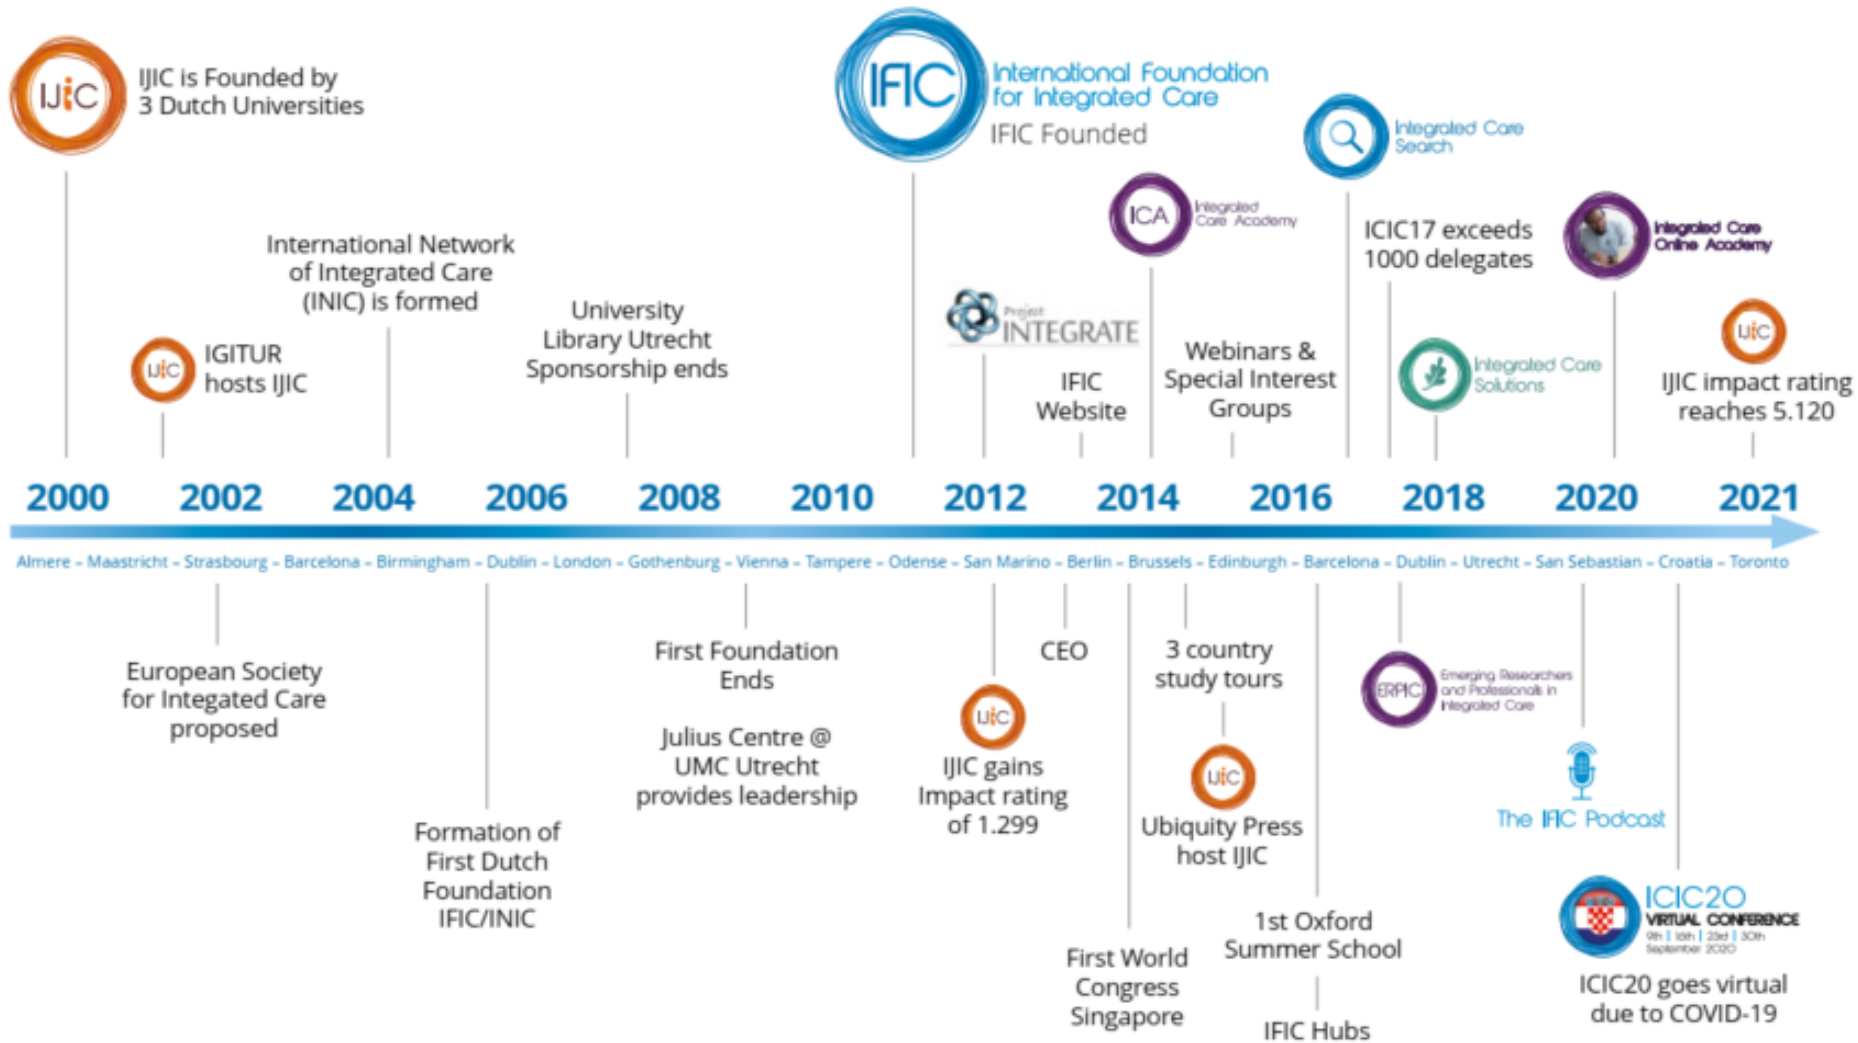 IJIC
IJIC is Founded by
3 Dutch Universities
IJIC
IGITUR
hosts IJIC
International Network
of Integrated Care
(INIC) is formed
University
Library Utrecht
Sponsorship ends
IFIC
International Foundation
for Integrated Care
IFIC Founded
Project
INTEGRATE
IFIC
Website
ICA
Integrated
Care Academy
Webinars &
Special Interest
Groups
Integrated Care
Search
ICIC17 exceeds
1000 delegates
Integrated Care
Solutions
Integrated Care
Online Academy
IJIC
IJIC impact rating
reaches 5.120
2000 2002 2004 2006 2008 2010 2012 2014 2016 2018 2020 2021
Almere – Maastricht – Strasbourg – Barcelona – Birmingham – Dublin – London – Gothenburg – Vienna – Tampere – Odense – San Marino – Berlin – Brussels – Edinburgh – Barcelona – Dublin – Utrecht – San Sebastian – Croatia – Toronto
European Society
for Integated Care
proposed
Formation of
First Dutch
Foundation
IFIC/INIC
First Foundation
Ends
Julius Centre @
UMC Utrecht
provides leadership
IJIC
IJIC gains
Impact rating
of 1.299
CEO
First World
Congress
Singapore
3 country
study tours
IJIC
Ubiquity Press
host IJIC
1st Oxford
Summer School
IFIC Hubs
ERPIC
Emerging Researchers
and Professionals in
Integrated Care
The IFIC Podcast
ICIC20
VIRTUAL CONFERENCE
9th | 16th | 23rd | 30th
September 2020
ICIC20 goes virtual
due to COVID-19